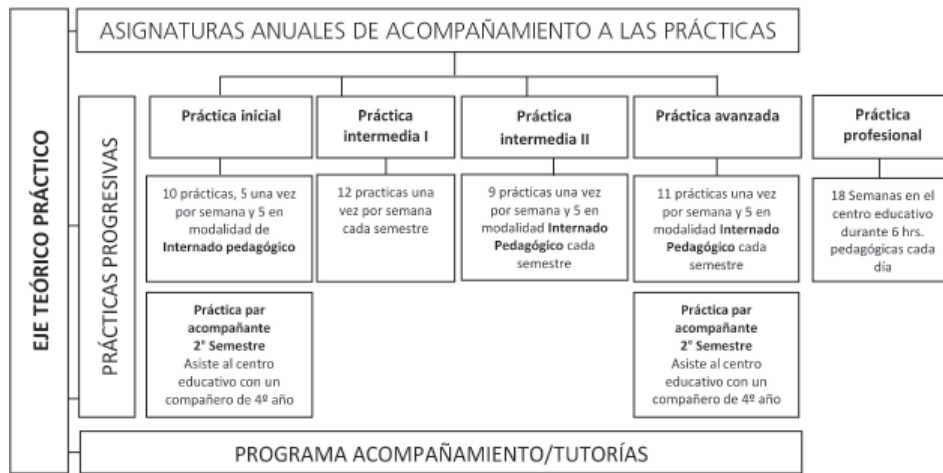 ASIGNATURAS ANUALES DE ACOMPAÑAMIENTO A LAS PRÁCTICAS
EJE TEÓRICO PRÁCTICO
PRÁCTICAS PROGRESIVAS
Práctica inicial
10 prácticas, 5 una vez
por semana y 5 en
modalidad de
Internado pedagógico
Práctica par
acompañante
2° Semestre
Asiste al centro
educativo con un
compañero de 4º año
Práctica
intermedia I
12 practicas una
vez por semana
cada semestre
Práctica
intermedia II
9 prácticas una vez
por semana y 5 en
modalidad Internado
Pedagógico cada
semestre
Práctica avanzada
11 prácticas una vez
por semana y 5 en
modalidad Internado
Pedagógico cada
semestre
Práctica par
acompañante
2° Semestre
Asiste al centro
educativo con un
compañero de 4º año
Práctica
profesional
18 Semanas en el
centro educativo
durante 6 hrs.
pedagógicas cada
día
PROGRAMA ACOMPAÑAMIENTO/TUTORÍAS